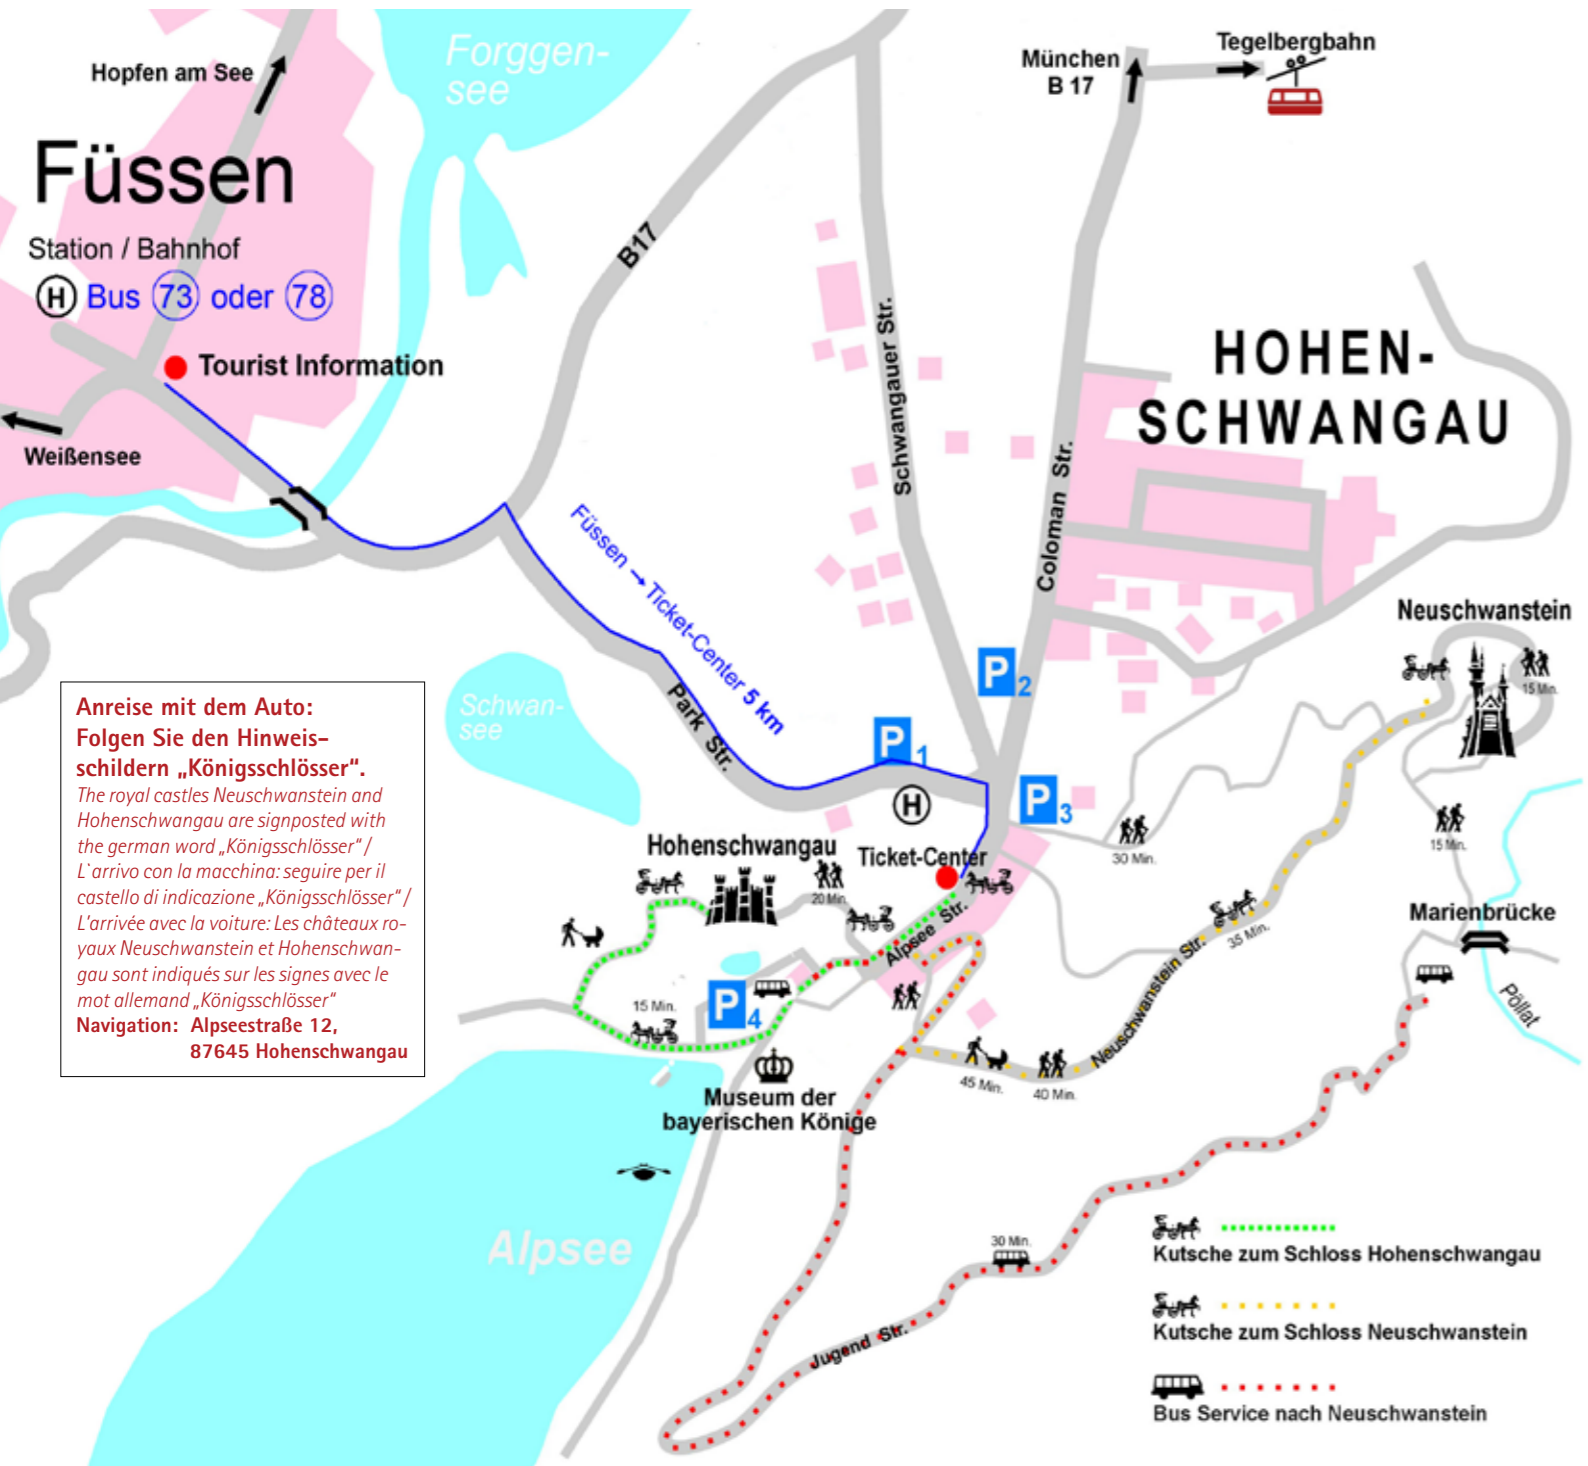 Forggen-
see
Hopfen am See
München
B 17
Tegelbergbahn
Füssen
Station / Bahnhof
H Bus 73 oder 78
B17
Tourist Information
Weißensee
Schwangauer Str.
Coloman Str.
HOHEN-
SCHWANGAU
Füssen → Ticket-Center 5 km
Neuschwanstein
15 Min.
P2
Park Str.
Schwan-
see
P1
H
P3
Anreise mit dem Auto:
Folgen Sie den Hinweis-
schildern „Königsschlösser“.
The royal castles Neuschwanstein and
Hohenschwangau are signposted with
the german word „Königsschlösser“ /
L`arrivo con la macchina: seguire per il
castello di indicazione „Königsschlösser“ /
L'arrivée avec la voiture: Les châteaux ro-
yaux Neuschwanstein et Hohenschwan-
gau sont indiqués sur les signes avec le
mot allemand „Königsschlösser“
Navigation: Alpseestraße 12,
87645 Hohenschwangau
Hohenschwangau
20 Min.
Ticket-Center
30 Min.
15 Min.
Alpsee Str.
Marienbrücke
35 Min.
Neuschwanstein Str.
Pöllat
15 Min.
P4
45 Min.
40 Min.
Museum der
bayerischen Könige
Alpsee
30 Min.
Jugend Str.
Kutsche zum Schloss Hohenschwangau
Kutsche zum Schloss Neuschwanstein
Bus Service nach Neuschwanstein